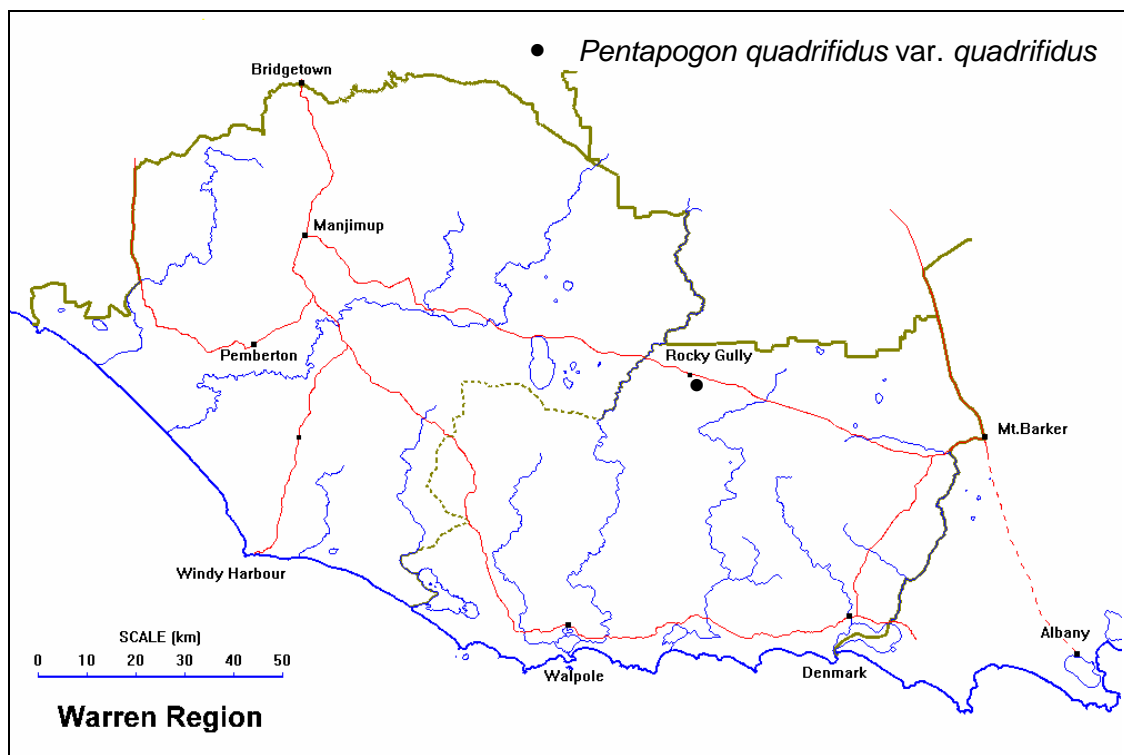 ● Pentapogon quadrifidus var. quadrifidus
Bridgetown
Manjimup
Pemberton
Rocky Gully
Mt.Barker
Windy Harbour
SCALE (km)
0 10 20 30 40 50
Walpole
Denmark
Albany
Warren Region